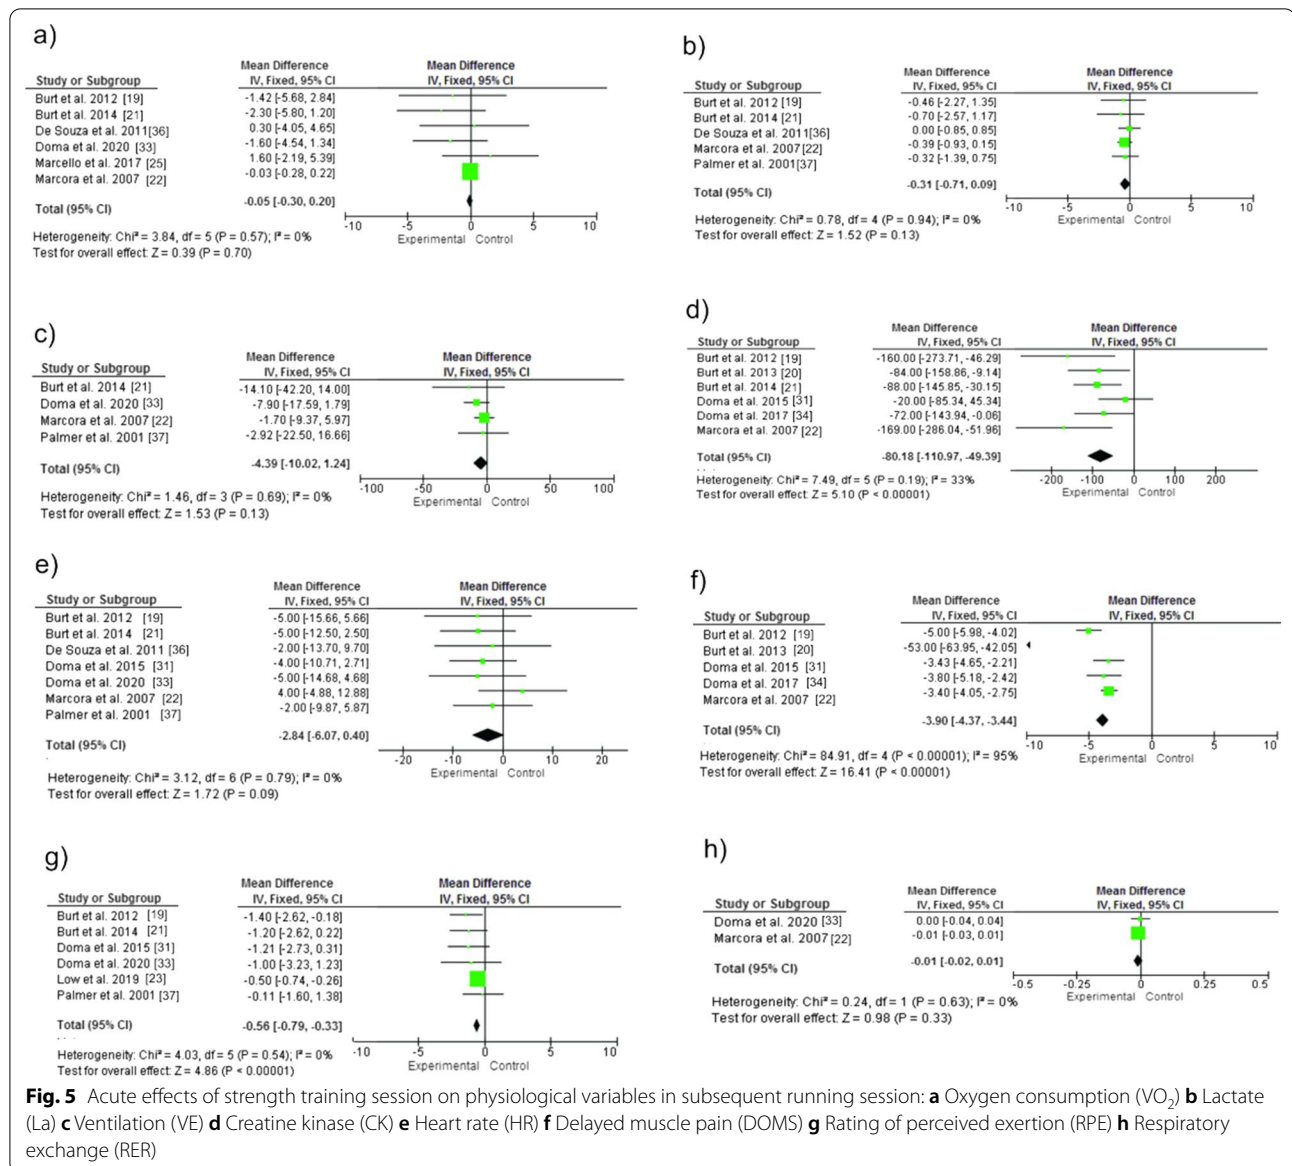 a)
Mean Difference
Mean Difference
Study or Subgroup
IV, Fixed, 95% CI
IV, Fixed, 95% CI
Burt et al. 2012 [19]
-1.42 [-5.68, 2.84]
Burt et al. 2014 [21]
-2.30 [-5.80, 1.20]
De Souza et al. 2011[36]
0.30 [-4.05, 4.65]
Doma et al. 2020 [33]
-1.60 [-4.54, 1.34]
Marcello et al. 2017 [25]
1.60 [-2.19, 5.39]
Marcora et al. 2007 [22]
-0.03 [-0.28, 0.22]
Total (95% CI)
-0.05 [-0.30, 0.20]
-10 -5 0 5 10
Experimental Control
Heterogeneity: Chi² = 3.84, df = 5 (P = 0.57); I² = 0%
Test for overall effect: Z = 0.39 (P = 0.70)
b)
Mean Difference
Mean Difference
Study or Subgroup
IV, Fixed, 95% CI
IV, Fixed, 95% CI
Burt et al. 2012 [19]
-0.46 [-2.27, 1.35]
Burt et al. 2014 [21]
-0.70 [-2.57, 1.17]
De Souza et al. 2011[36]
0.00 [-0.85, 0.85]
Marcora et al. 2007 [22]
-0.39 [-0.93, 0.15]
Palmer et al. 2001[37]
-0.32 [-1.39, 0.75]
Total (95% CI)
-0.31 [-0.71, 0.09]
-10 -5 0 5 10
Experimental Control
Heterogeneity: Chi² = 0.78, df = 4 (P = 0.94); I² = 0%
Test for overall effect: Z = 1.52 (P = 0.13)
c)
Mean Difference
Mean Difference
Study or Subgroup
IV, Fixed, 95% CI
IV, Fixed, 95% CI
Burt et al. 2014 [21]
-14.10 [-42.20, 14.00]
Doma et al. 2020 [33]
-7.90 [-17.59, 1.79]
Marcora et al. 2007 [22]
-1.70 [-9.37, 5.97]
Palmer et al. 2001 [37]
-2.92 [-22.50, 16.66]
Total (95% CI)
-4.39 [-10.02, 1.24]
-100 -50 0 50 100
Experimental Control
Heterogeneity: Chi² = 1.46, df = 3 (P = 0.69); I² = 0%
Test for overall effect: Z = 1.53 (P = 0.13)
d)
Mean Difference
Mean Difference
Study or Subgroup
IV, Fixed, 95% CI
IV, Fixed, 95% CI
Burt et al. 2012 [19]
-160.00 [-273.71, -46.29]
Burt et al. 2013 [20]
-84.00 [-158.86, -9.14]
Burt et al. 2014 [21]
-88.00 [-145.85, -30.15]
Doma et al. 2015 [31]
-20.00 [-85.34, 45.34]
Doma et al. 2017 [34]
-72.00 [-143.94, -0.06]
Marcora et al. 2007 [22]
-169.00 [-286.04, -51.96]
Total (95% CI)
-80.18 [-110.97, -49.39]
-200 -100 0 100 200
Experimental Control
Heterogeneity: Chi² = 7.49, df = 5 (P = 0.19); I² = 33%
Test for overall effect: Z = 5.10 (P < 0.00001)
e)
Mean Difference
Mean Difference
Study or Subgroup
IV, Fixed, 95% CI
IV, Fixed, 95% CI
Burt et al. 2012 [19]
-5.00 [-15.66, 5.66]
Burt et al. 2014 [21]
-5.00 [-12.50, 2.50]
De Souza et al. 2011 [36]
-2.00 [-13.70, 9.70]
Doma et al. 2015 [31]
-4.00 [-10.71, 2.71]
Doma et al. 2020 [33]
-5.00 [-14.68, 4.68]
Marcora et al. 2007 [22]
4.00 [-4.88, 12.88]
Palmer et al. 2001 [37]
-2.00 [-9.87, 5.87]
Total (95% CI)
-2.84 [-6.07, 0.40]
-20 -10 0 10 20
Experimental Control
Heterogeneity: Chi² = 3.12, df = 6 (P = 0.79); I² = 0%
Test for overall effect: Z = 1.72 (P = 0.09)
f)
Mean Difference
Mean Difference
Study or Subgroup
IV, Fixed, 95% CI
IV, Fixed, 95% CI
Burt et al. 2012 [19]
-5.00 [-5.98, -4.02]
Burt et al. 2013 [20]
-53.00 [-63.95, -42.05]
Doma et al. 2015 [31]
-3.43 [-4.65, -2.21]
Doma et al. 2017 [34]
-3.80 [-5.18, -2.42]
Marcora et al. 2007 [22]
-3.40 [-4.05, -2.75]
Total (95% CI)
-3.90 [-4.37, -3.44]
-10 -5 0 5 10
Experimental Control
Heterogeneity: Chi² = 84.91, df = 4 (P < 0.00001); I² = 95%
Test for overall effect: Z = 16.41 (P < 0.00001)
g)
Mean Difference
Mean Difference
Study or Subgroup
IV, Fixed, 95% CI
IV, Fixed, 95% CI
Burt et al. 2012 [19]
-1.40 [-2.62, -0.18]
Burt et al. 2014 [21]
-1.20 [-2.62, 0.22]
Doma et al. 2015 [31]
-1.21 [-2.73, 0.31]
Doma et al. 2020 [33]
-1.00 [-3.23, 1.23]
Low et al. 2019 [23]
-0.50 [-0.74, -0.26]
Palmer et al. 2001 [37]
-0.11 [-1.60, 1.38]
Total (95% CI)
-0.56 [-0.79, -0.33]
-10 -5 0 5 10
Experimental Control
Heterogeneity: Chi² = 4.03, df = 5 (P = 0.54); I² = 0%
Test for overall effect: Z = 4.86 (P < 0.00001)
h)
Mean Difference
Mean Difference
Study or Subgroup
IV, Fixed, 95% CI
IV, Fixed, 95% CI
Doma et al. 2020 [33]
0.00 [-0.04, 0.04]
Marcora et al. 2007 [22]
-0.01 [-0.03, 0.01]
Total (95% CI)
-0.01 [-0.02, 0.01]
-0.5 -0.25 0 0.25 0.5
Experimental Control
Heterogeneity: Chi² = 0.24, df = 1 (P = 0.63); I² = 0%
Test for overall effect: Z = 0.98 (P = 0.33)
Fig. 5 Acute effects of strength training session on physiological variables in subsequent running session: a Oxygen consumption (VO₂) b Lactate
(La) c Ventilation (VE) d Creatine kinase (CK) e Heart rate (HR) f Delayed muscle pain (DOMS) g Rating of perceived exertion (RPE) h Respiratory
exchange (RER)